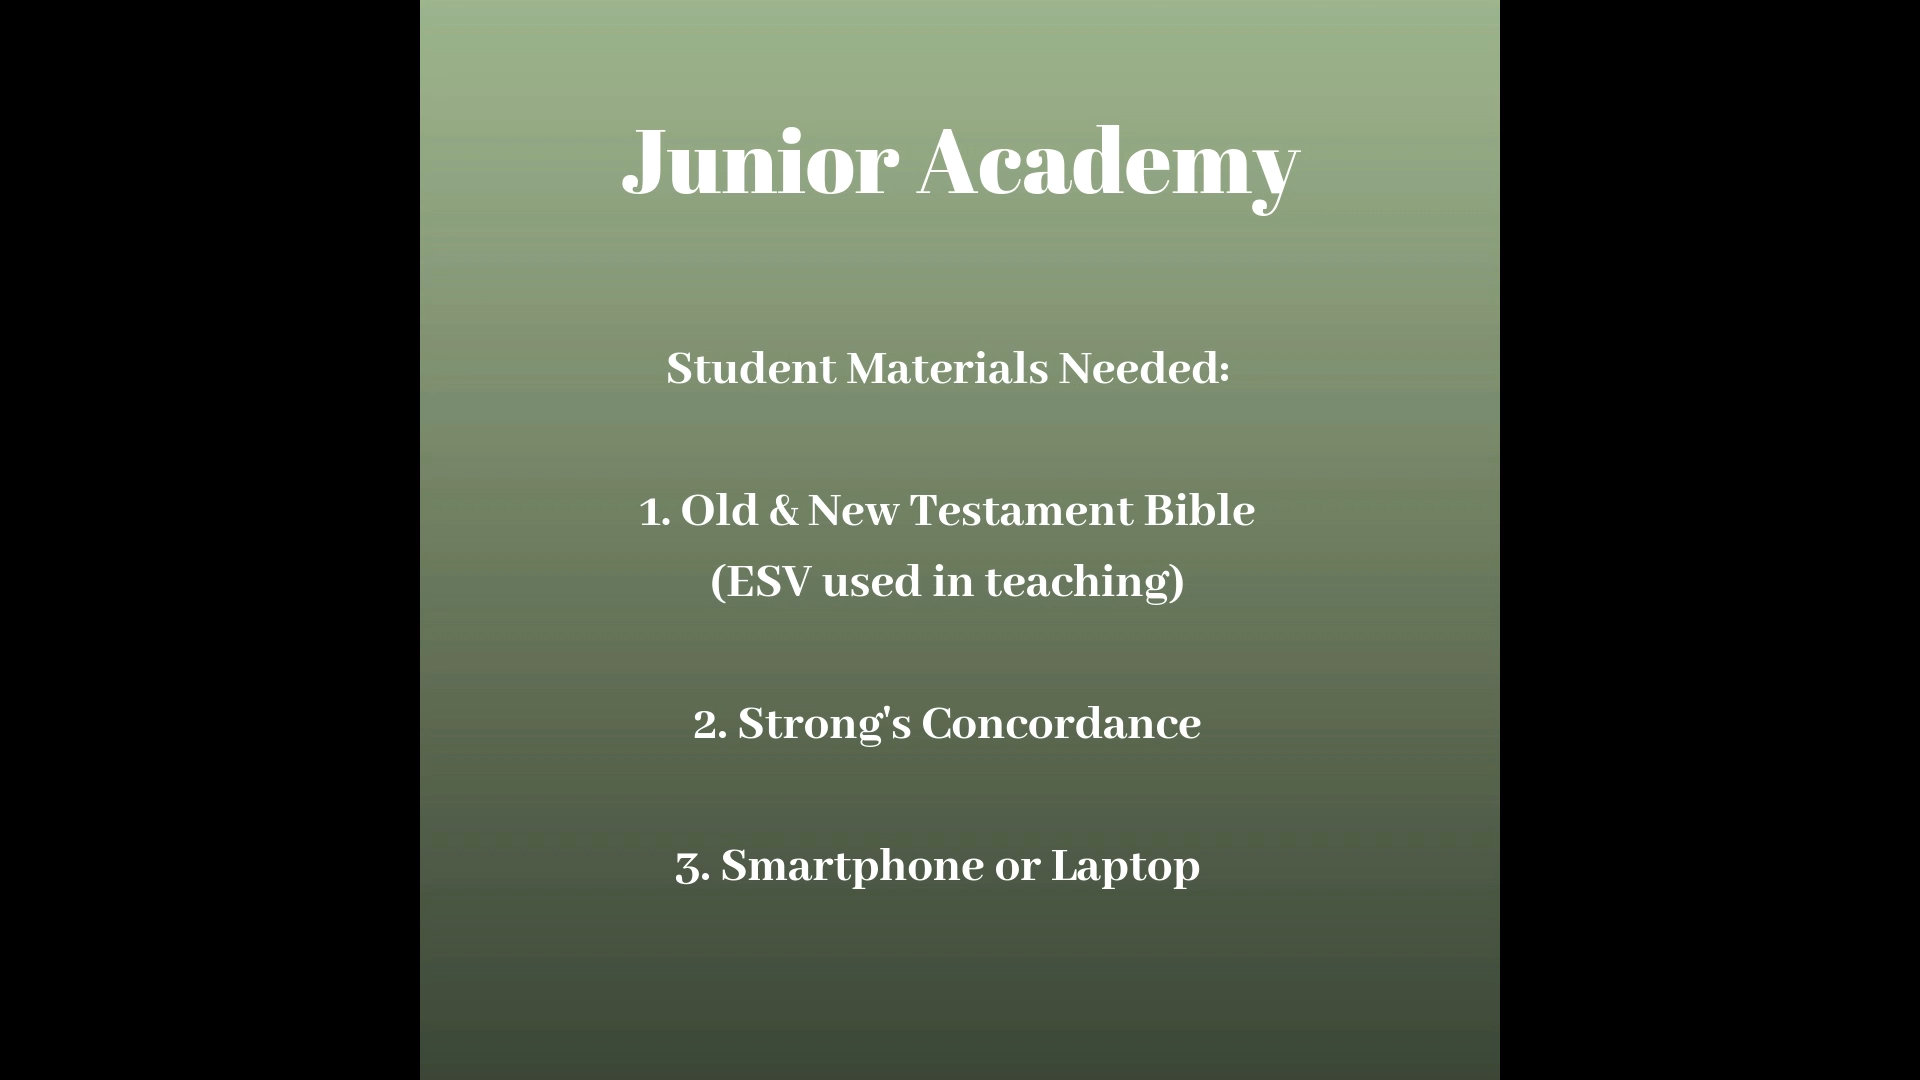 Junior Academy
Student Materials Needed:
1. Old & New Testament Bible
(ESV used in teaching)
2. Strong's Concordance
3. Smartphone or Laptop